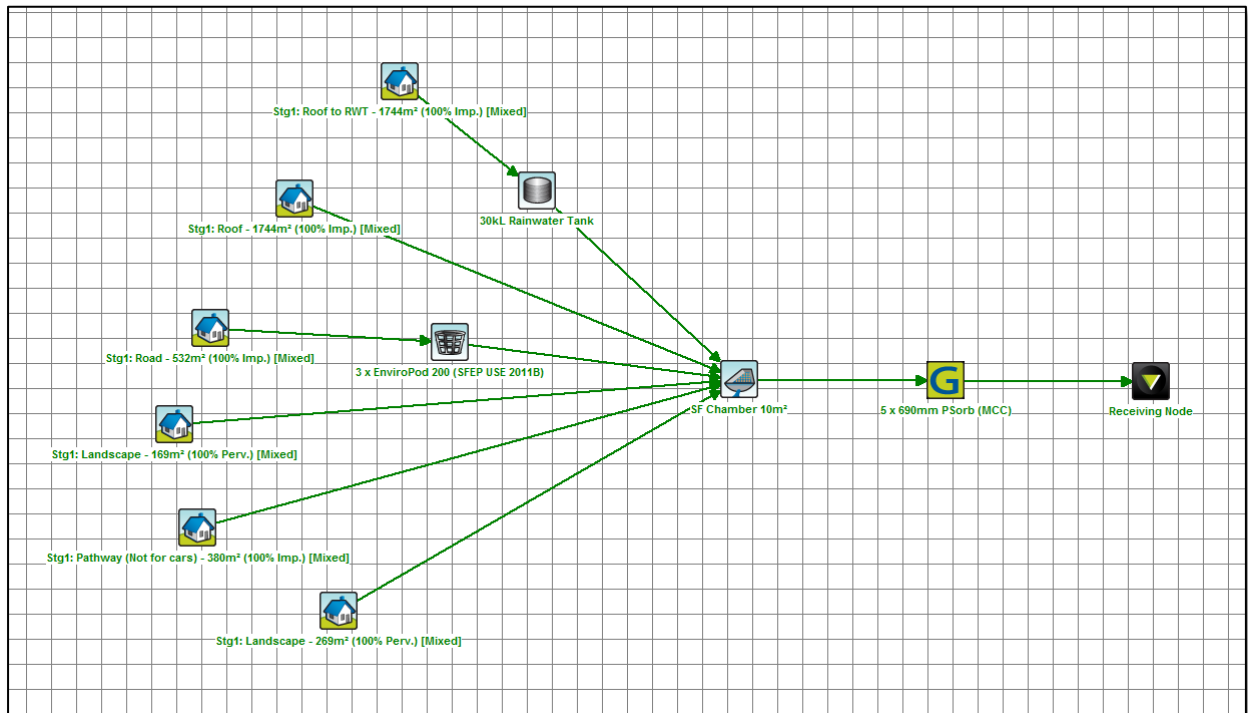 Stg1: Roof to RWT - 1744m² (100% Imp.) [Mixed]
30kL Rainwater Tank
Stg1: Roof - 1744m² (100% Imp.) [Mixed]
Stg1: Road - 532m² (100% Imp.) [Mixed]
3 x EnviroPod 200 (SFEP USE 2011B)
SF Chamber 10m²
G
5 x 690mm PSorb (MCC)
Receiving Node
Stg1: Landscape - 169m² (100% Perv.) [Mixed]
Stg1: Pathway (Not for cars) - 380m² (100% Imp.) [Mixed]
Stg1: Landscape - 269m² (100% Perv.) [Mixed]